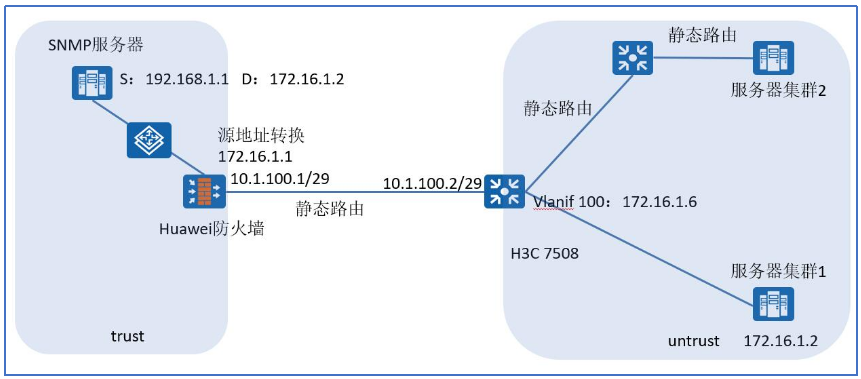 SNMP服务器
S：192.168.1.1 D：172.16.1.2
源地址转换
172.16.1.1
10.1.100.1/29
静态路由
Huawei防火墙
trust
10.1.100.2/29
静态路由
服务器集群2
静态路由
Vlanif 100：172.16.1.6
H3C 7508
服务器集群1
untrust 172.16.1.2